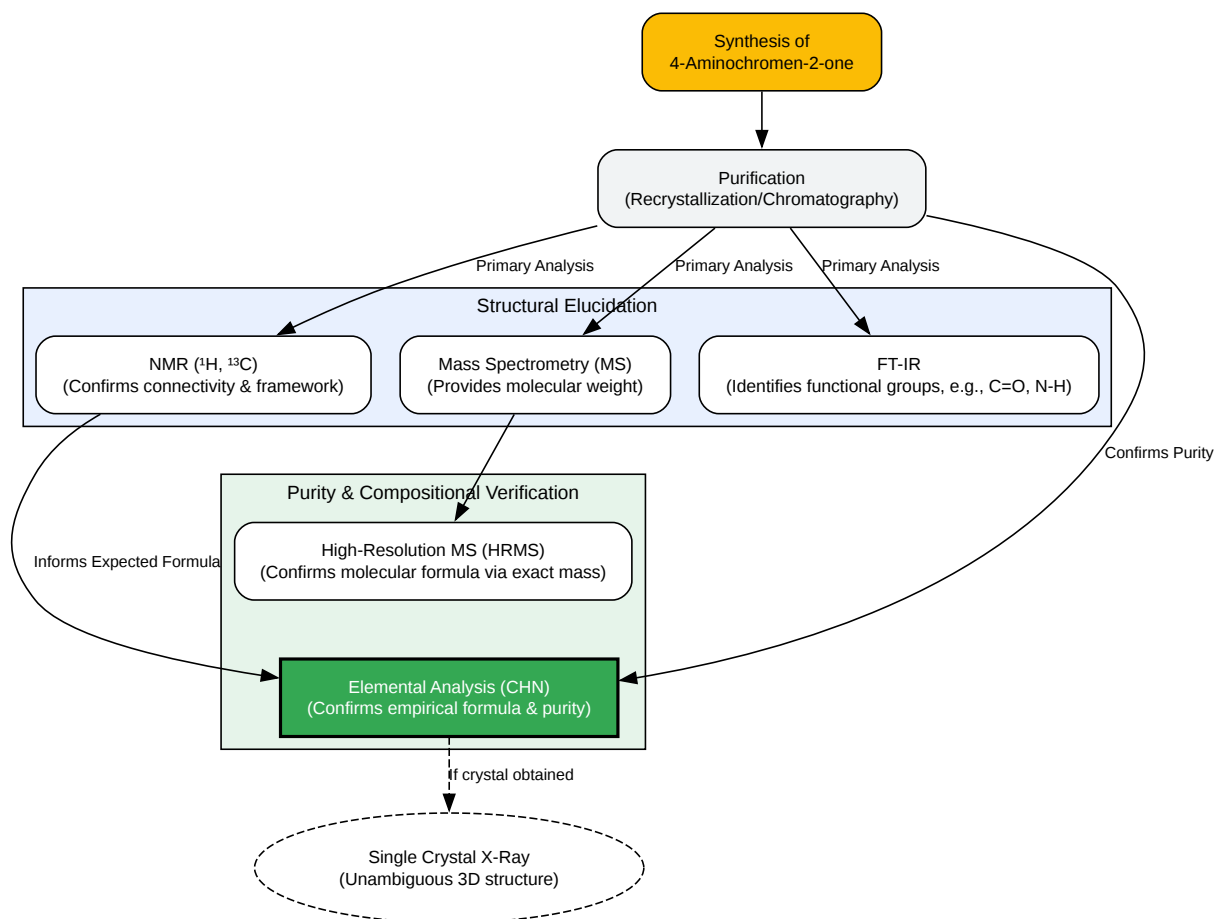 Synthesis of
4-Aminochromen-2-one
Purification
(Recrystallization/Chromatography)
Primary Analysis
Primary Analysis
Primary Analysis
Structural Elucidation
NMR (¹H, ¹³C)
(Confirms connectivity & framework)
Mass Spectrometry (MS)
(Provides molecular weight)
FT-IR
(Identifies functional groups, e.g., C=O, N-H)
Confirms Purity
Purity & Compositional Verification
High-Resolution MS (HRMS)
(Confirms molecular formula via exact mass)
Informs Expected Formula
Elemental Analysis (CHN)
(Confirms empirical formula & purity)
If crystal obtained
Single Crystal X-Ray
(Unambiguous 3D structure)